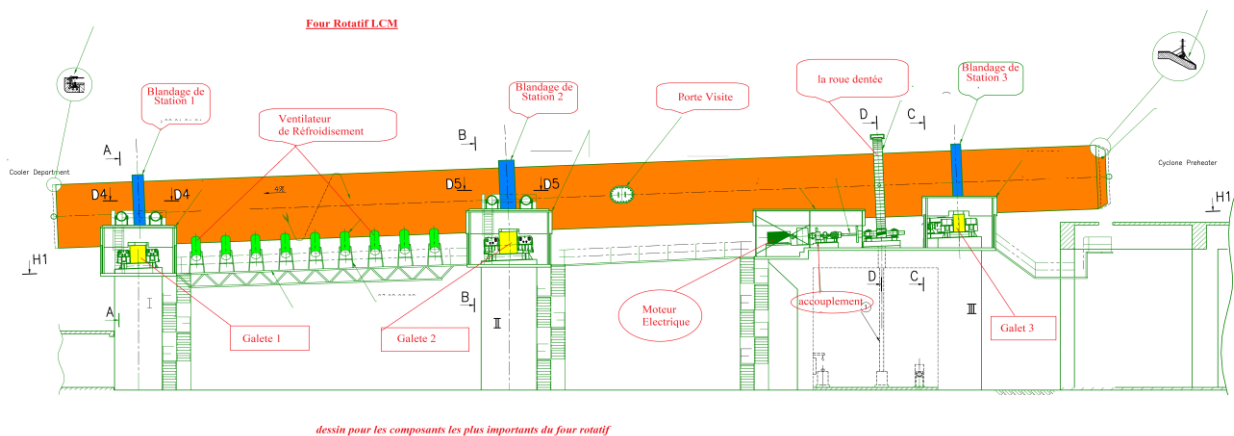 Four Rotatif LCM
Blandage de
Station 1
Ventilateur
de Réfroidisement
Blandage de
Station 2
Porte Visite
la roue dentée
Blandage de
Station 3
A
B
D
C
Cooler Department
Cyclone Preheater
D4
D4
4%
D5
D5
H1
H1
I
II
III
A
B
D
C
Galete 1
Galete 2
Moteur
Electrique
accouplement
Galet 3
dessin pour les composants les plus importants du four rotatif